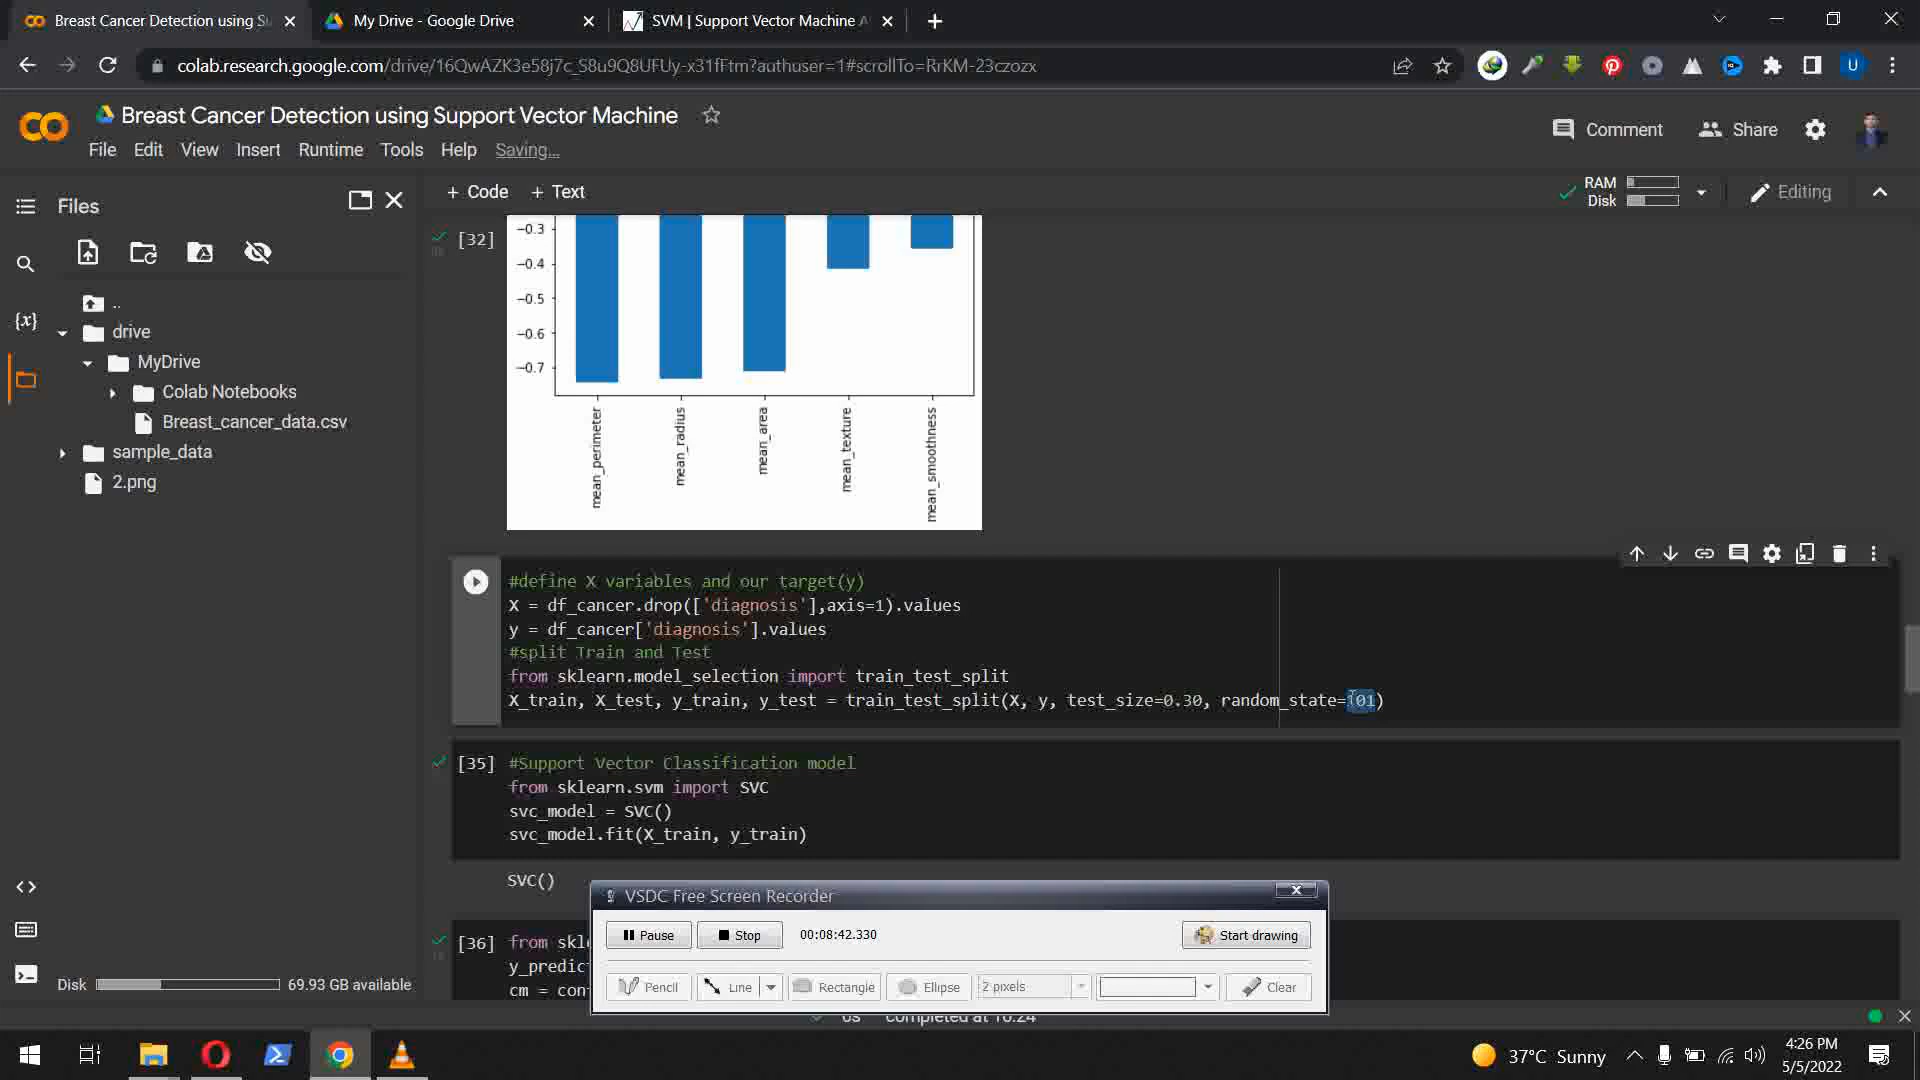 Breast Cancer Detection using Su
My Drive - Google Drive
SVM | Support Vector Machine A
colab.research.google.com/drive/16QwAZK3e58j7c_S8u9Q8UFUy-x31fFtm?authuser=1#scrollTo=RrKM-23czozx
U
Breast Cancer Detection using Support Vector Machine
Comment
Share
File Edit View Insert Runtime Tools Help Saving...
Files
+ Code + Text
RAM
Disk
Editing
..
drive
MyDrive
Colab Notebooks
Breast_cancer_data.csv
sample_data
2.png
{x}
[32]
−0.3
−0.4
−0.5
−0.6
−0.7
mean_perimeter
mean_radius
mean_area
mean_texture
mean_smoothness
#define X variables and our target(y)
X = df_cancer.drop(['diagnosis'],axis=1).values
y = df_cancer['diagnosis'].values
#split Train and Test
from sklearn.model_selection import train_test_split
X_train, X_test, y_train, y_test = train_test_split(X, y, test_size=0.30, random_state=101)
[35] #Support Vector Classification model
from sklearn.svm import SVC
svc_model = SVC()
svc_model.fit(X_train, y_train)
SVC()
[36] from skl
y_predic
cm = con
VSDC Free Screen Recorder
Pause
Stop
00:08:42.330
Start drawing
Pencil
Line
Rectangle
Ellipse
2 pixels
Clear
Disk 69.93 GB available
0s completed at 16:24
37°C Sunny
4:26 PM
5/5/2022